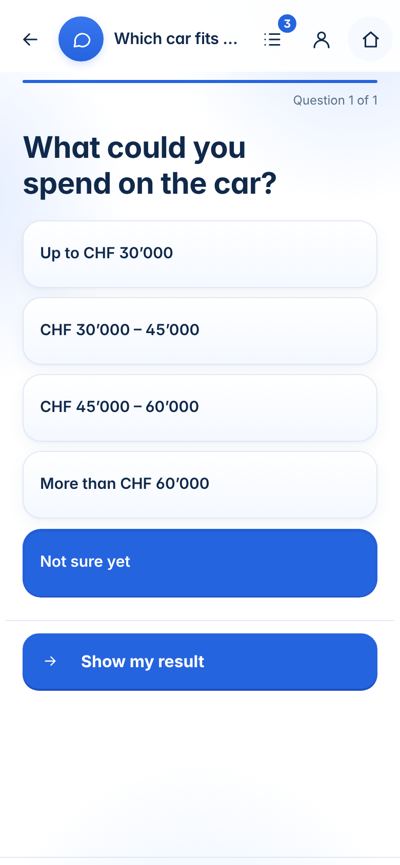 Which car fits ...
3
Question 1 of 1
What could you
spend on the car?
Up to CHF 30’000
CHF 30’000 – 45’000
CHF 45’000 – 60’000
More than CHF 60’000
Not sure yet
Show my result